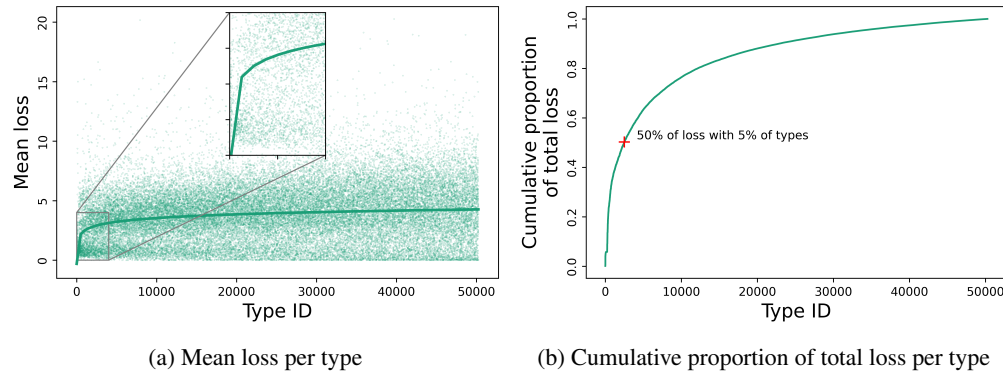 20
15
10
5
0
Mean loss
0
10000
20000
30000
40000
50000
Type ID
(a) Mean loss per type
1.0
0.8
0.6
0.4
0.2
0.0
Cumulative proportion
of total loss
50% of loss with 5% of types
0
10000
20000
30000
40000
50000
Type ID
(b) Cumulative proportion of total loss per type